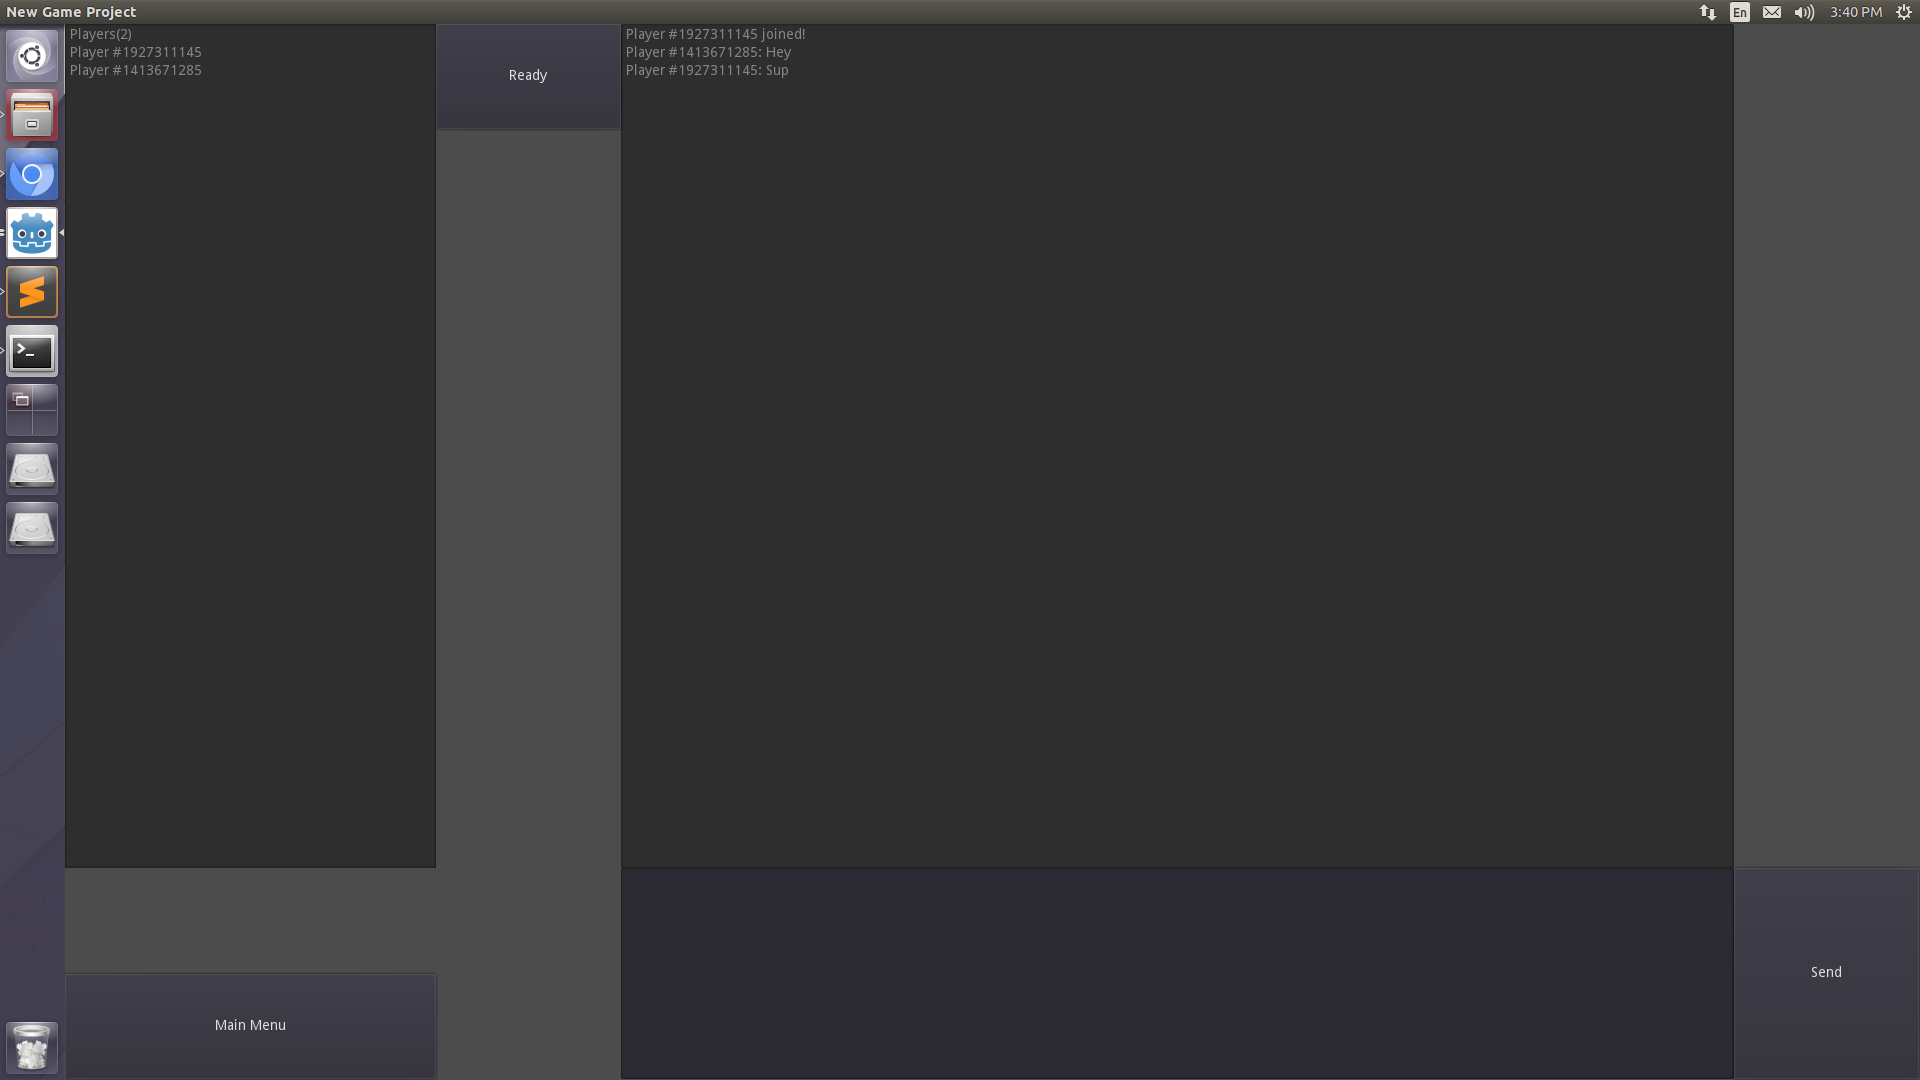 New Game Project
En
3:40 PM
Players(2)
Player #1927311145
Player #1413671285
Ready
Player #1927311145 joined!
Player #1413671285: Hey
Player #1927311145: Sup
Main Menu
Send